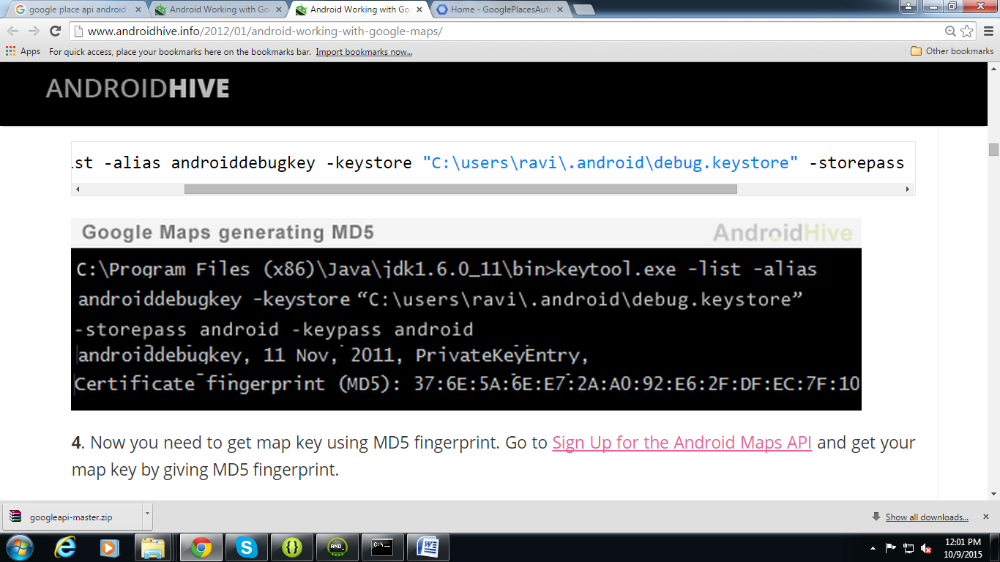 google place api android
Android Working with Go
Android Working with Go
Home - GooglePlacesAut
www.androidhive.info/2012/01/android-working-with-google-maps/
Apps
For quick access, place your bookmarks here on the bookmarks bar. Import bookmarks now...
Other bookmarks
ANDROIDHIVE
st -alias androiddebugkey -keystore "C:\users\ravi\.android\debug.keystore" -storepass
Google Maps generating MD5
AndroidHive
C:\Program Files (x86)\Java\jdk1.6.0_11\bin>keytool.exe -list -alias
androiddebugkey -keystore “C:\users\ravi\.android\debug.keystore”
-storepass android -keypass android
androiddebugkey, 11 Nov, 2011, PrivateKeyEntry,
Certificate fingerprint (MD5): 37:6E:5A:6E:E7:2A:A0:92:E6:2F:DF:EC:7F:10
4. Now you need to get map key using MD5 fingerprint. Go to Sign Up for the Android Maps API and get your
map key by giving MD5 fingerprint.
googleapi-master.zip
Show all downloads...
AND_
C:\_
12:01 PM
10/9/2015